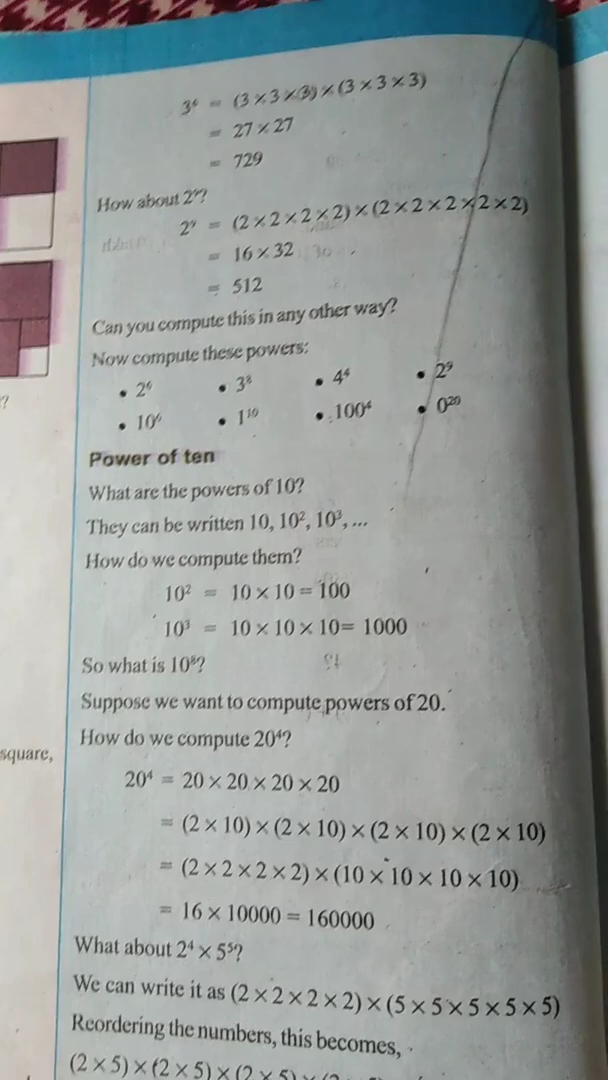 3⁶ = (3 × 3 × 3) × (3 × 3 × 3)
= 27 × 27
= 729
How about 2⁹?
2⁹ = (2 × 2 × 2 × 2) × (2 × 2 × 2 × 2 × 2)
= 16 × 32
= 512
Can you compute this in any other way?
Now compute these powers:
• 2⁶ • 3⁸ • 4⁴ • 2⁹
• 10⁶ • 1¹⁰ • 100⁴ • 0²⁰
Power of ten
What are the powers of 10?
They can be written 10, 10², 10³, ...
How do we compute them?
10² = 10 × 10 = 100
10³ = 10 × 10 × 10= 1000
So what is 10⁸?
Suppose we want to compute powers of 20.
How do we compute 20⁴?
square,
20⁴ = 20 × 20 × 20 × 20
= (2 × 10) × (2 × 10) × (2 × 10) × (2 × 10)
= (2 × 2 × 2 × 2) × (10 × 10 × 10 × 10)
= 16 × 10000 = 160000
What about 2⁴ × 5⁵?
We can write it as (2 × 2 × 2 × 2) × (5 × 5 × 5 × 5 × 5)
Reordering the numbers, this becomes,
(2 × 5) × (2 × 5) × (2 × 5)